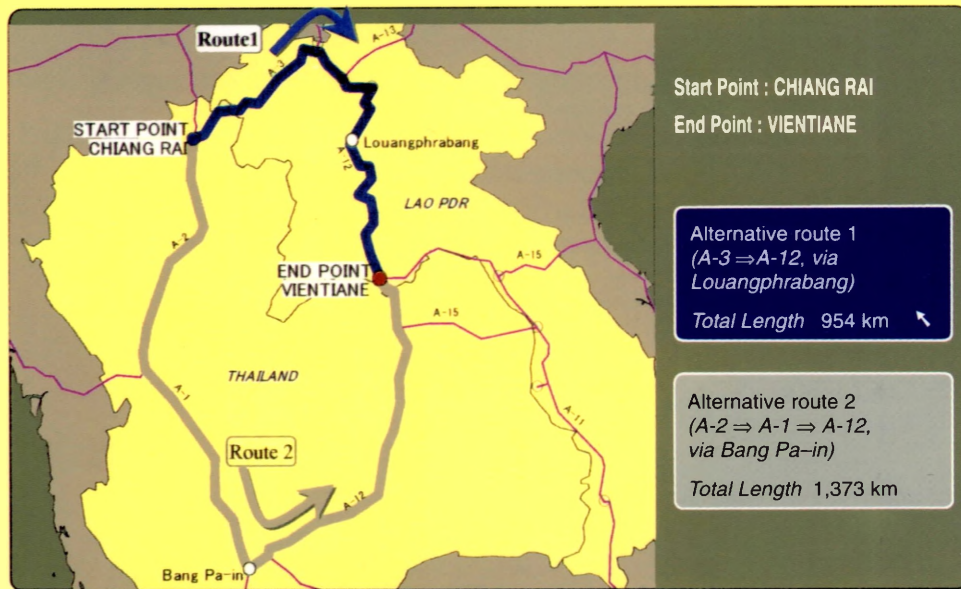 Route1
A-3
A-13
START POINT
CHIANG RAI
Louangphrabang
A-12
LAO PDR
A-2
END POINT
VIENTIANE
A-15
A-15
THAILAND
A-1
A-11
Route 2
A-12
Bang Pa-in
Start Point : CHIANG RAI
End Point : VIENTIANE
Alternative route 1
(A-3 ⇒ A-12, via
Louangphrabang)
Total Length 954 km
Alternative route 2
(A-2 ⇒ A-1 ⇒ A-12,
via Bang Pa–in)
Total Length 1,373 km